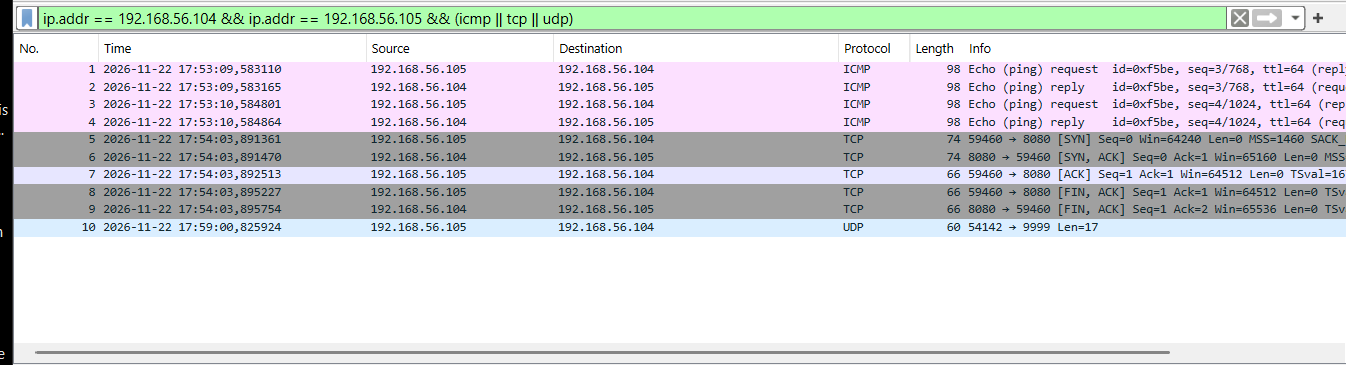 ip.addr == 192.168.56.104 && ip.addr == 192.168.56.105 && (icmp || tcp || udp)
No. Time Source Destination Protocol Length Info
1 2026-11-22 17:53:09,583110 192.168.56.105 192.168.56.104 ICMP 98 Echo (ping) request id=0xf5be, seq=3/768, ttl=64 (repl
2 2026-11-22 17:53:09,583165 192.168.56.104 192.168.56.105 ICMP 98 Echo (ping) reply id=0xf5be, seq=3/768, ttl=64 (requ
3 2026-11-22 17:53:10,584801 192.168.56.105 192.168.56.104 ICMP 98 Echo (ping) request id=0xf5be, seq=4/1024, ttl=64 (rep
4 2026-11-22 17:53:10,584864 192.168.56.104 192.168.56.105 ICMP 98 Echo (ping) reply id=0xf5be, seq=4/1024, ttl=64 (req
is
5 2026-11-22 17:54:03,891361 192.168.56.105 192.168.56.104 TCP 74 59460 → 8080 [SYN] Seq=0 Win=64240 Len=0 MSS=1460 SACK_
6 2026-11-22 17:54:03,891470 192.168.56.104 192.168.56.105 TCP 74 8080 → 59460 [SYN, ACK] Seq=0 Ack=1 Win=65160 Len=0 MSS
7 2026-11-22 17:54:03,892513 192.168.56.105 192.168.56.104 TCP 66 59460 → 8080 [ACK] Seq=1 Ack=1 Win=64512 Len=0 TSval=16
8 2026-11-22 17:54:03,895227 192.168.56.105 192.168.56.104 TCP 66 59460 → 8080 [FIN, ACK] Seq=1 Ack=1 Win=64512 Len=0 TSv
9 2026-11-22 17:54:03,895754 192.168.56.104 192.168.56.105 TCP 66 8080 → 59460 [FIN, ACK] Seq=1 Ack=2 Win=65536 Len=0 TSv
10 2026-11-22 17:59:00,825924 192.168.56.105 192.168.56.104 UDP 60 54142 → 9999 Len=17
e